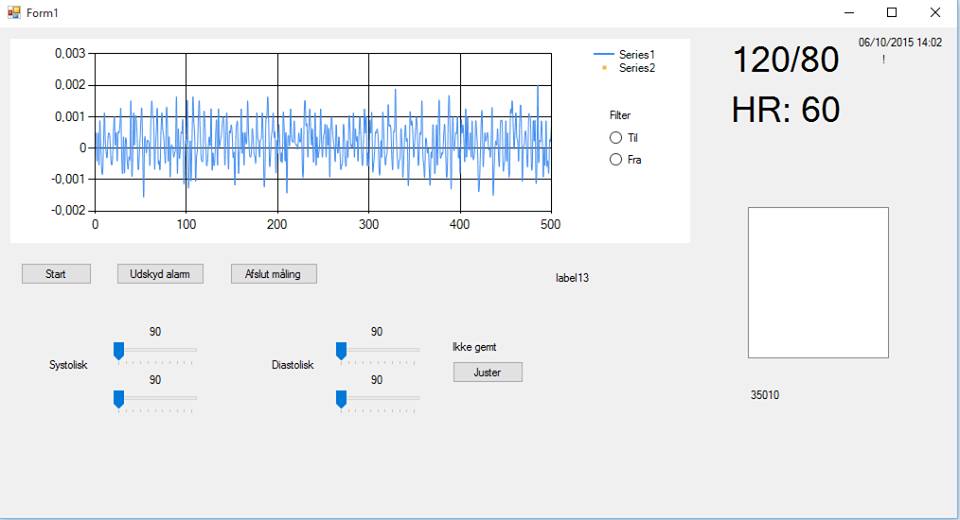 Form1
06/10/2015 14:02
!
120/80
HR: 60
0,003
0,002
0,001
0
-0,001
-0,002
0
100
200
300
400
500
Series1
Series2
Filter
Til
Fra
Start
Udskyd alarm
Afslut måling
label13
Systolisk
90
90
Diastolisk
90
90
Ikke gemt
Juster
35010